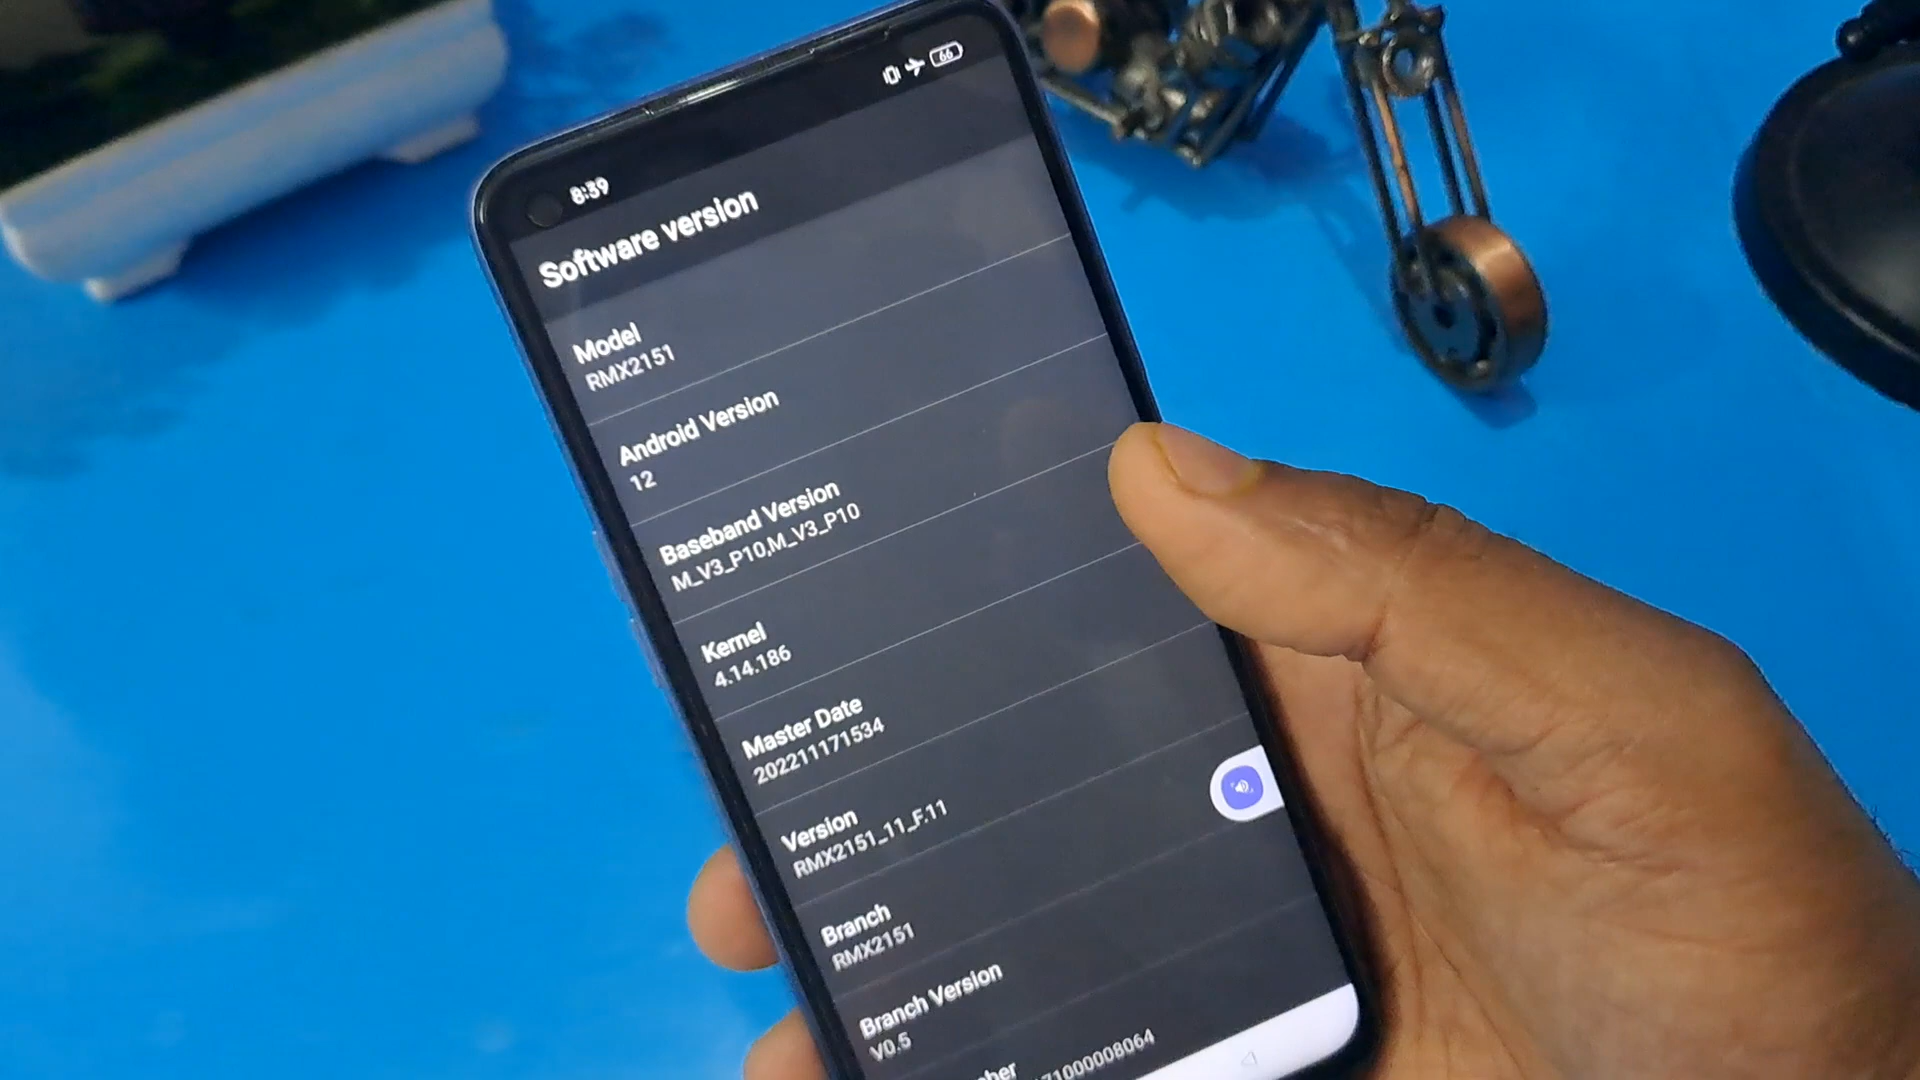 8:39
66
Software version
Model
RMX2151
Android Version
12
Baseband Version
M_V3_P10,M_V3_P10
Kernel
4.14.186
Master Date
202211171534
Version
RMX2151_11_F.11
Branch
RMX2151
Branch Version
V0.5